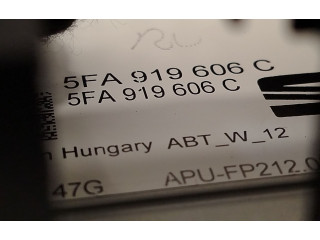 5FA 919 606 C
5FA 919 606 C
Hungary ABT_W_12
47G APU-FP212.0